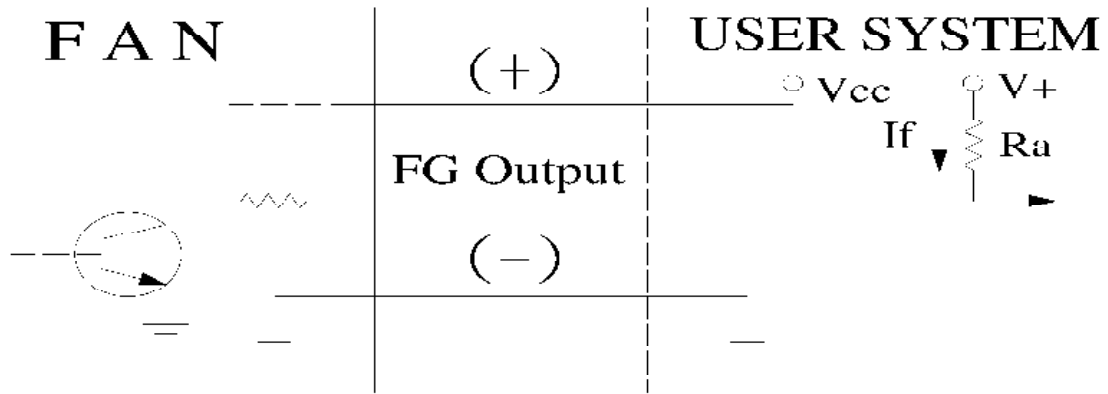 F A N
USER SYSTEM
(+)
Vcc
V+
If
Ra
FG Output
(−)